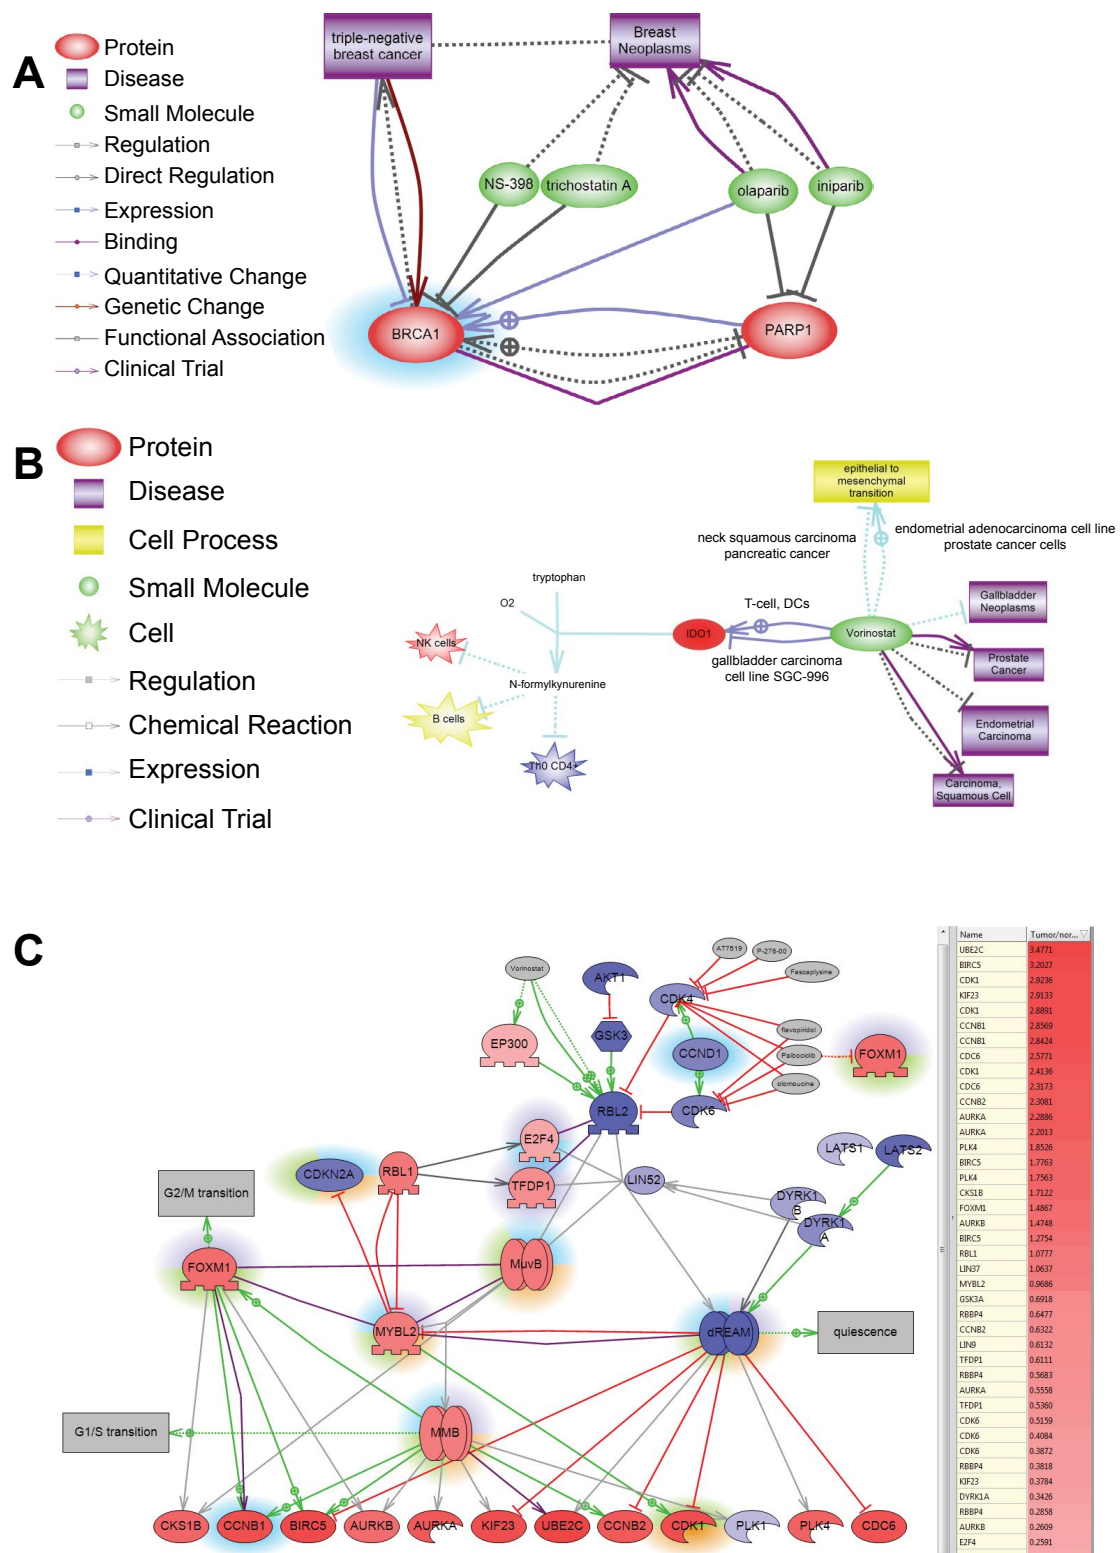 A
Protein
Disease
Small Molecule
Regulation
Direct Regulation
Expression
Binding
Quantitative Change
Genetic Change
Functional Association
Clinical Trial
triple-negative
breast cancer
Breast
Neoplasms
NS-398
trichostatin A
olaparib
iniparib
BRCA1
PARP1
B
Protein
Disease
Cell Process
Small Molecule
Cell
Regulation
Chemical Reaction
Expression
Clinical Trial
epithelial to
mesenchymal
transition
neck squamous carcinoma
pancreatic cancer
endometrial adenocarcinoma cell line
prostate cancer cells
tryptophan
O2
NK cells
N-formylkynurenine
B cells
Th0 CD4+
IDO1
T-cell, DCs
gallbladder carcinoma
cell line SGC-996
Vorinostat
Gallbladder
Neoplasms
Prostate
Cancer
Endometrial
Carcinoma
Carcinoma,
Squamous Cell
C
Vorinostat
AKT1
AT7519
P-276-00
Fascaplysine
CDK4
EP300
GSK3
CCND1
flavopiridol
Palbociclib
olomoucine
FOXM1
RBL2
CDK6
E2F4
LATS1
LATS2
CDKN2A
RBL1
TFDP1
LIN52
DYRK1
B
DYRK1
A
G2/M transition
FOXM1
MuvB
MYBL2
dREAM
quiescence
G1/S transition
MMB
CKS1B
CCNB1
BIRC5
AURKB
AURKA
KIF23
UBE2C
CCNB2
CDK1
PLK1
PLK4
CDC6
Name Tumor/nor...
UBE2C 3.4771
BIRC5 3.2027
CDK1 2.9236
KIF23 2.9133
CDK1 2.8891
CCNB1 2.8569
CCNB1 2.8424
CDC6 2.5771
CDK1 2.4136
CDC6 2.3173
CCNB2 2.3081
AURKA 2.2886
AURKA 2.2013
PLK4 1.8526
BIRC5 1.7763
PLK4 1.7563
CKS1B 1.7122
FOXM1 1.4867
AURKB 1.4748
BIRC5 1.2754
RBL1 1.0777
LIN37 1.0637
MYBL2 0.9686
GSK3A 0.6918
RBBP4 0.6477
CCNB2 0.6322
LIN9 0.6132
TFDP1 0.6111
RBBP4 0.5683
AURKA 0.5558
TFDP1 0.5360
CDK6 0.5159
CDK6 0.4084
CDK6 0.3872
RBBP4 0.3818
KIF23 0.3784
DYRK1A 0.3426
RBBP4 0.2858
AURKB 0.2609
E2F4 0.2591